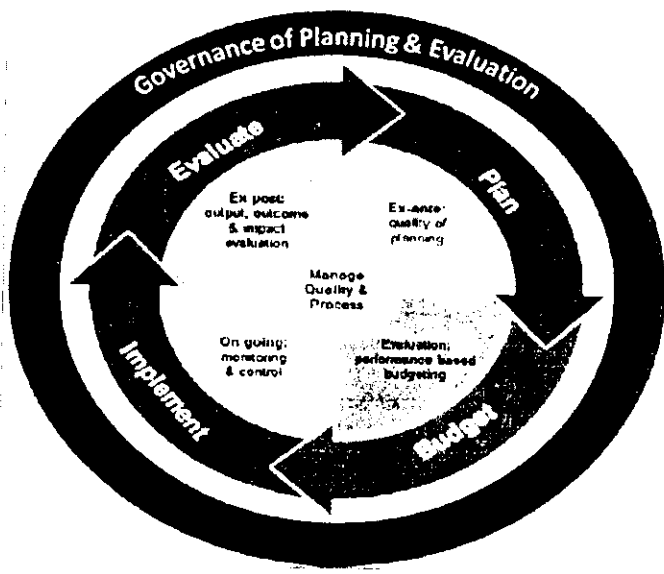 Governance of Planning & Evaluation
Evaluate
Plan
Ex post:
output, outcome
& impact
evaluation
Ex-ante:
quality of
planning
Manage
Quality &
Process
On going:
monitoring
& control
Evaluation:
performance based
budgeting
Implement
Budget